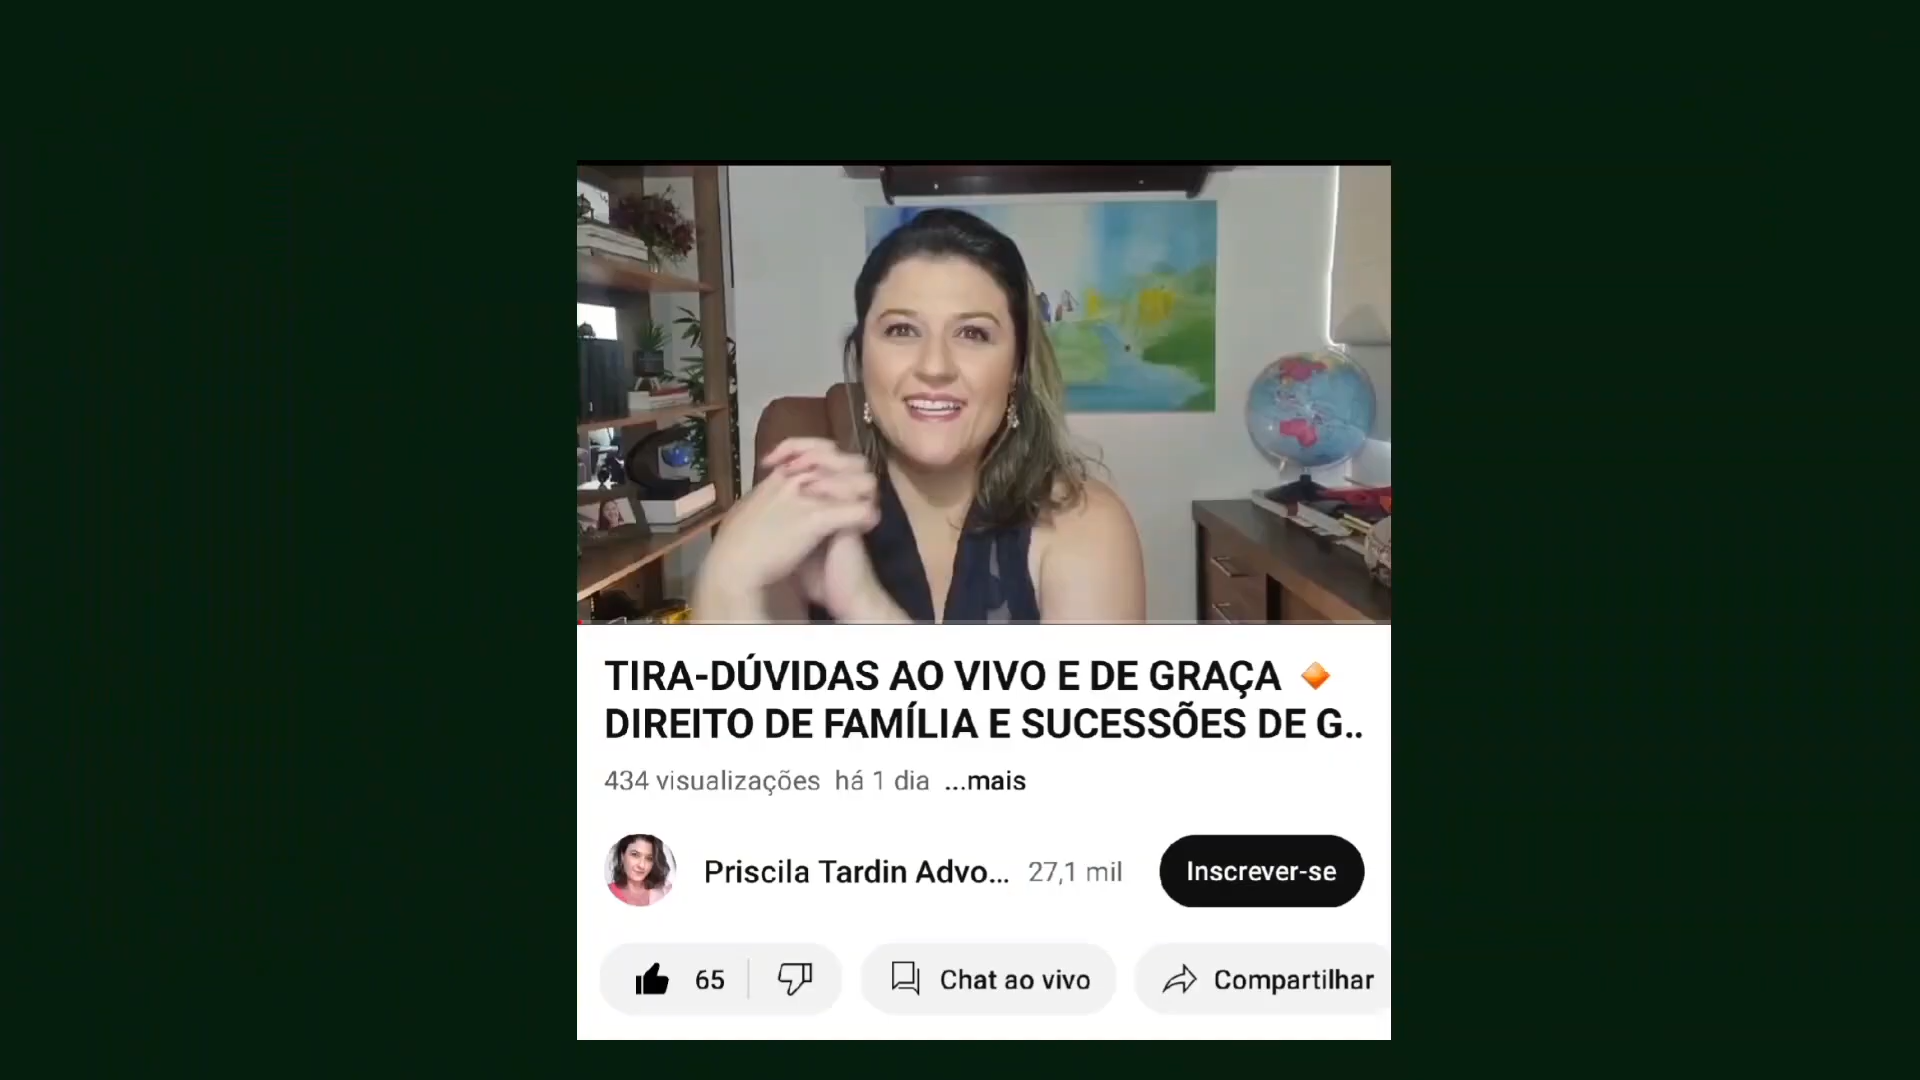 TIRA-DÚVIDAS AO VIVO E DE GRAÇA 🔸
DIREITO DE FAMÍLIA E SUCESSÕES DE G..
434 visualizações há 1 dia ...mais
Priscila Tardin Advo... 27,1 mil Inscrever-se
65 Chat ao vivo Compartilhar